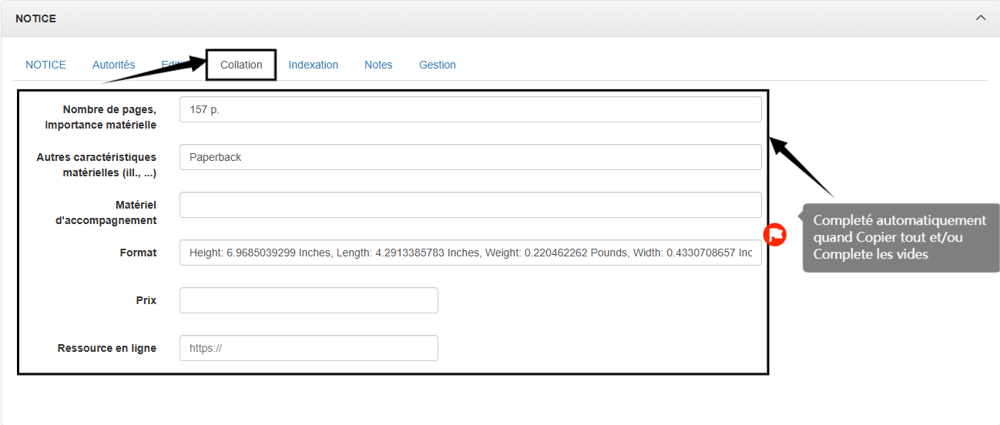 NOTICE
NOTICE Autorités Editi Collation Indexation Notes Gestion
Nombre de pages,
Importance matérielle
157 p.
Autres caractéristiques
matérielles (ill., ...)
Paperback
Matériel
d'accompagnement
Format
Height: 6.9685039299 Inches, Length: 4.2913385783 Inches, Weight: 0.220462262 Pounds, Width: 0.4330708657 Inc
Prix
Ressource en ligne
https://
Completé automatiquement
quand Copier tout et/ou
Complete les vides